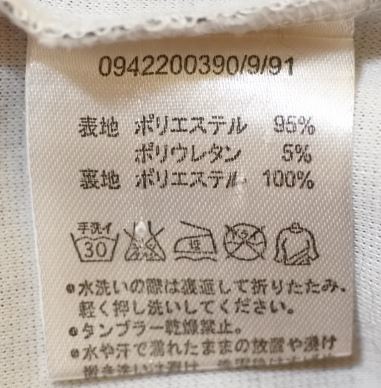 0942200390/9/91
表地 ポリエステル 95%
ポリウレタン 5%
裏地 ポリエステル 100%
手洗イ
30
●水洗いの際は裏返して折りたたみ、
軽く押し洗いしてください。
●タンブラー乾燥禁止。
●水や汗で濡れたままの放置や漬け